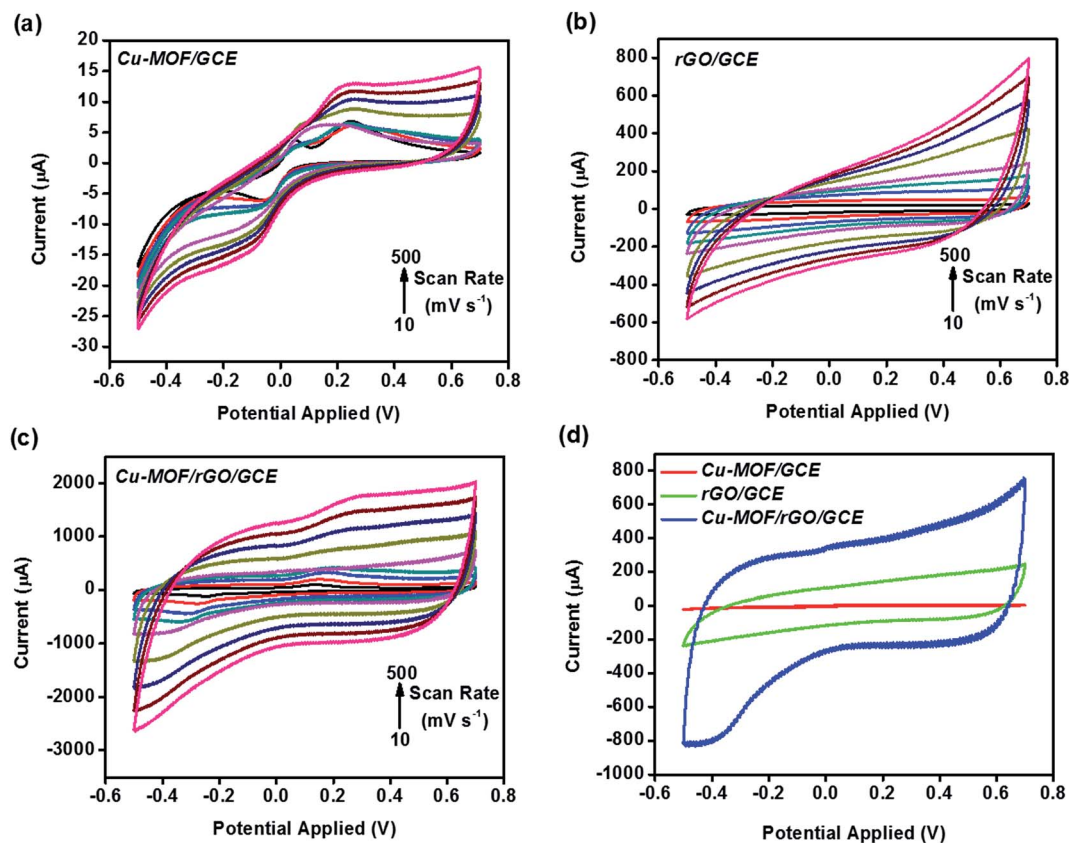 (a)
Cu-MOF/GCE
20
15
10
5
0
-5
-10
-15
-20
-25
-30
Current (µA)
500
Scan Rate
(mV s-1)
10
-0.6 -0.4 -0.2 0.0 0.2 0.4 0.6 0.8
Potential Applied (V)
(b)
rGO/GCE
800
600
400
200
0
-200
-400
-600
-800
Current (µA)
500
Scan Rate
(mV s-1)
10
-0.6 -0.4 -0.2 0.0 0.2 0.4 0.6 0.8
Potential Applied (V)
(c)
Cu-MOF/rGO/GCE
2000
1000
0
-1000
-2000
-3000
Current (µA)
500
Scan Rate
(mV s-1)
10
-0.6 -0.4 -0.2 0.0 0.2 0.4 0.6 0.8
Potential Applied (V)
(d)
Cu-MOF/GCE
rGO/GCE
Cu-MOF/rGO/GCE
800
600
400
200
0
-200
-400
-600
-800
-1000
Current (µA)
-0.6 -0.4 -0.2 0.0 0.2 0.4 0.6 0.8
Potential Applied (V)